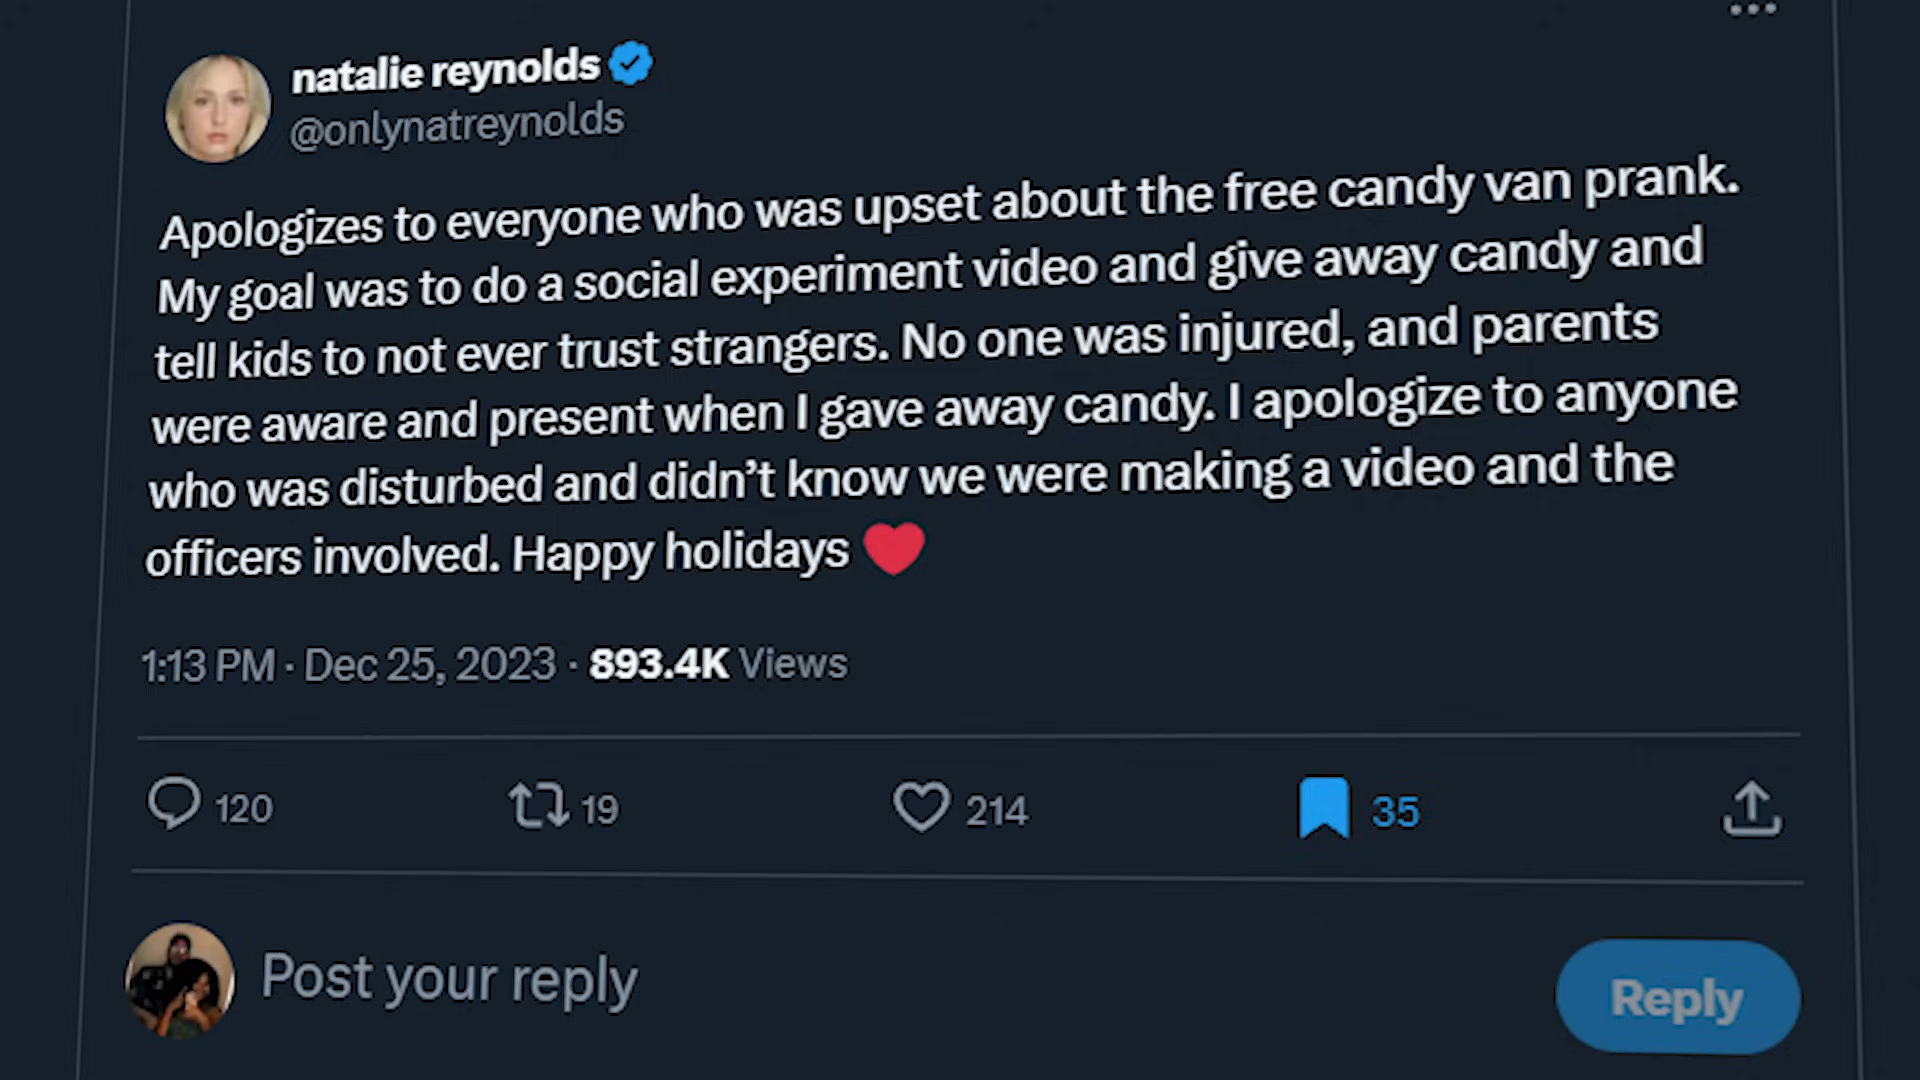 natalie reynolds
@onlynatreynolds
Apologizes to everyone who was upset about the free candy van prank.
My goal was to do a social experiment video and give away candy and
tell kids to not ever trust strangers. No one was injured, and parents
were aware and present when I gave away candy. I apologize to anyone
who was disturbed and didn’t know we were making a video and the
officers involved. Happy holidays ❤️
1:13 PM · Dec 25, 2023 · 893.4K Views
120 19 214 35
Post your reply Reply